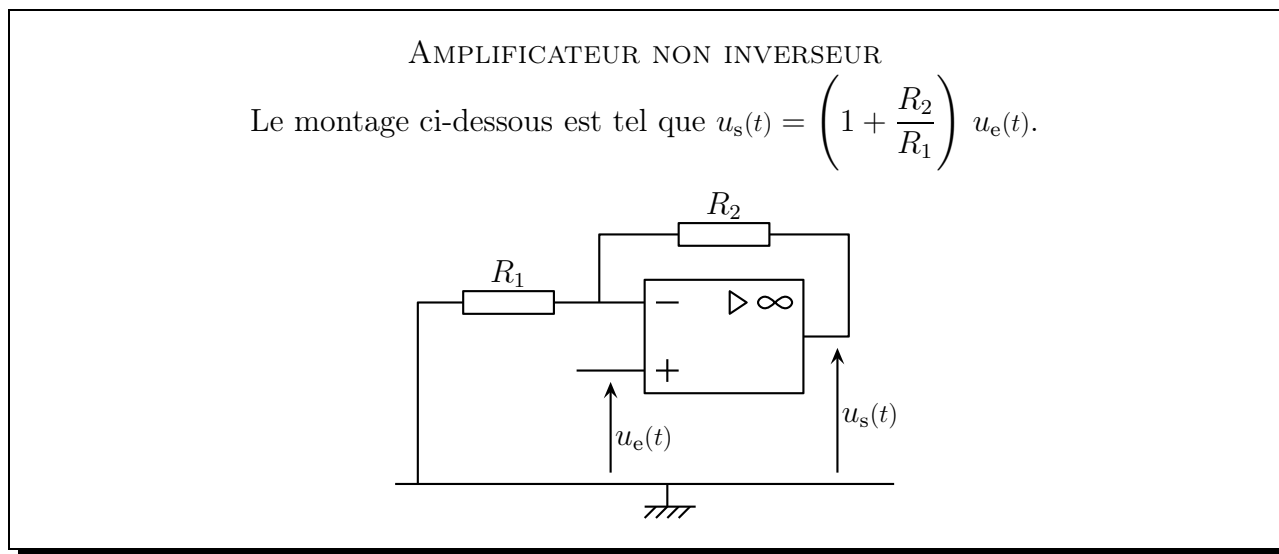 AMPLIFICATEUR NON INVERSEUR
Le montage ci-dessous est tel que u_s(t) = (1 + R_2/R_1) u_e(t).
R_2
R_1
− ▷ ∞
+
u_s(t)
u_e(t)